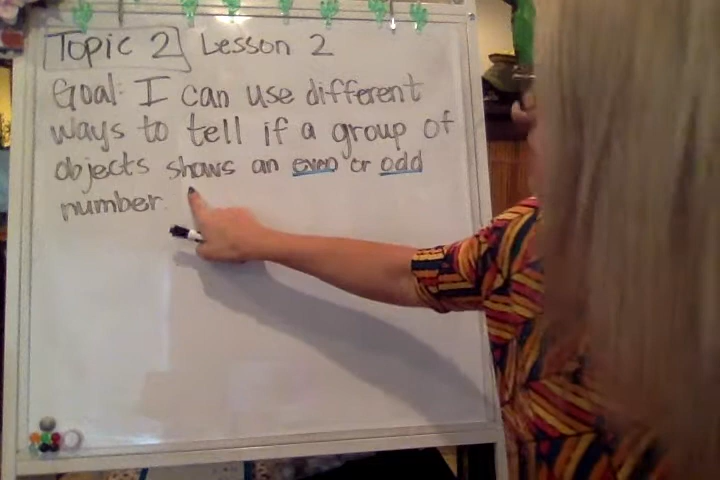 Topic 2 Lesson 2
Goal: I can use different
ways to tell if a group of
objects shows an even or odd
number.